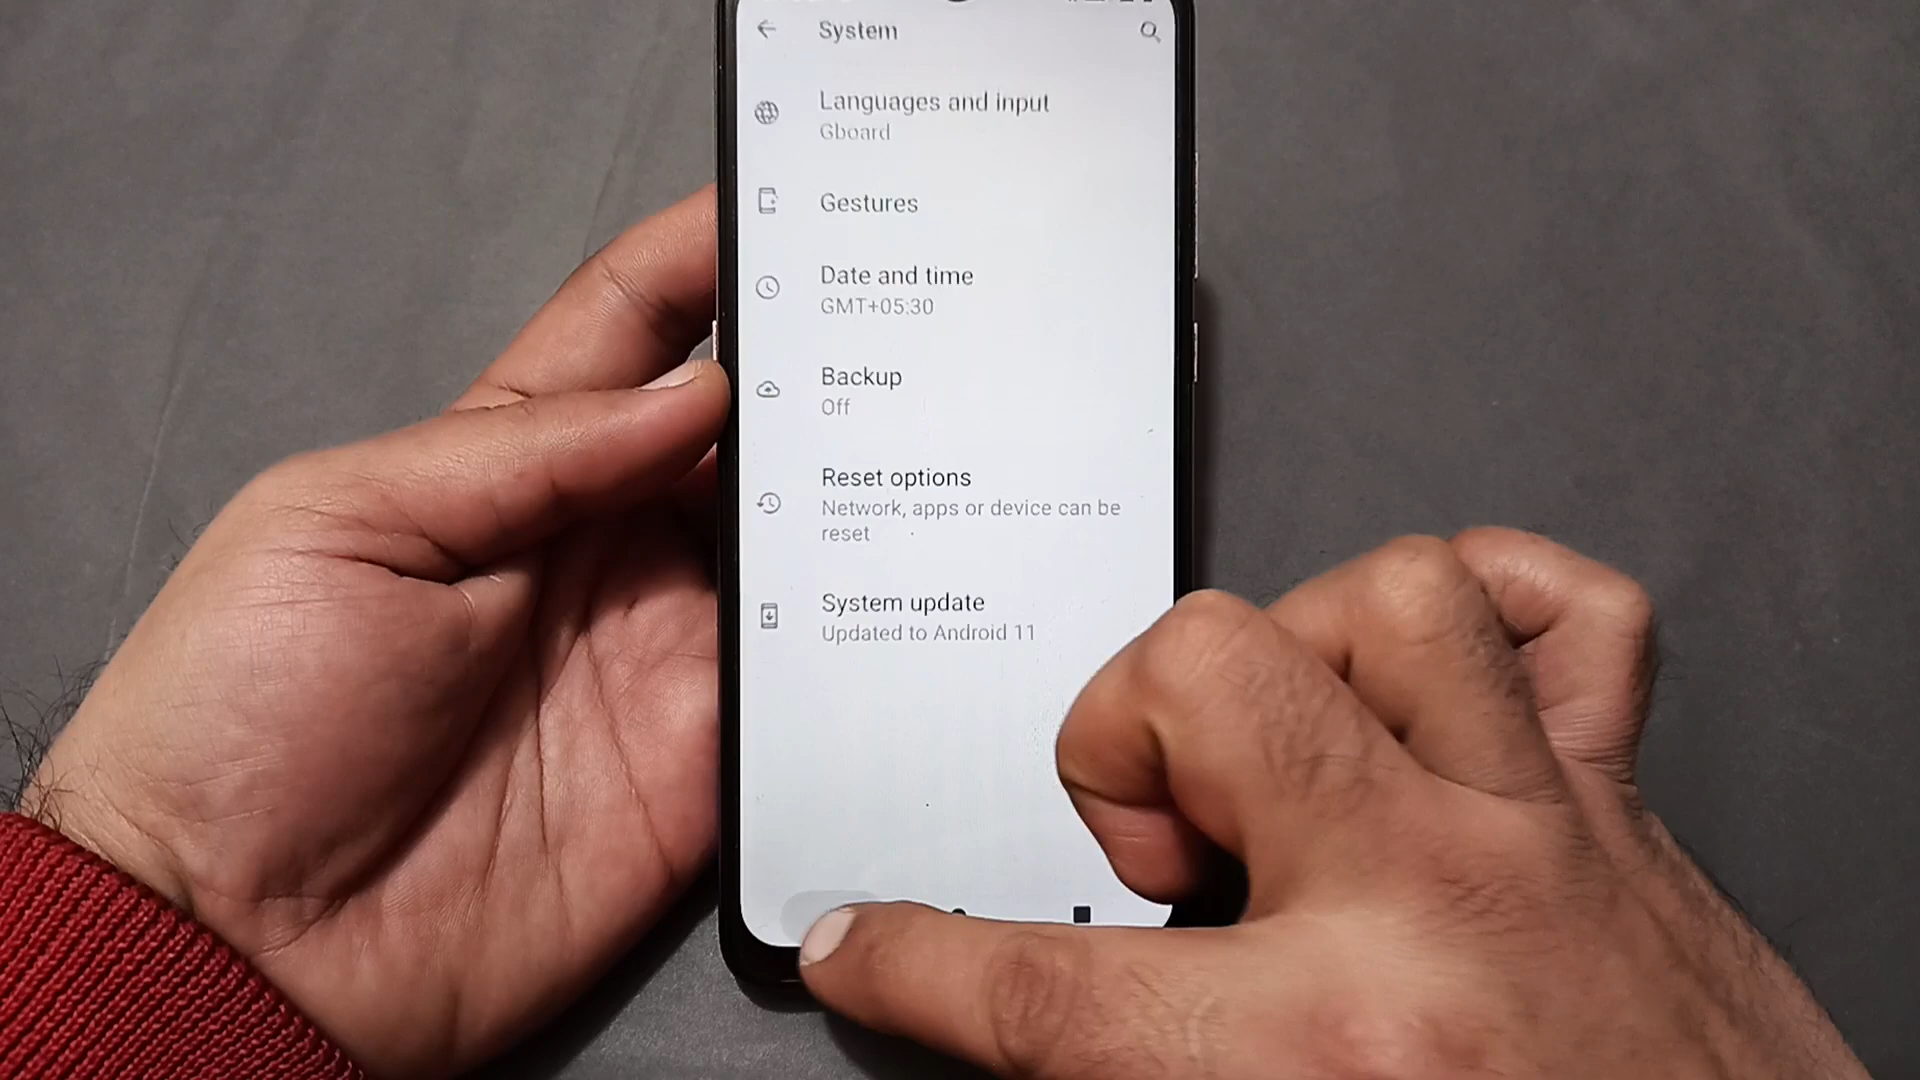 System
Languages and input
Gboard
Gestures
Date and time
GMT+05:30
Backup
Off
Reset options
Network, apps or device can be
reset
System update
Updated to Android 11